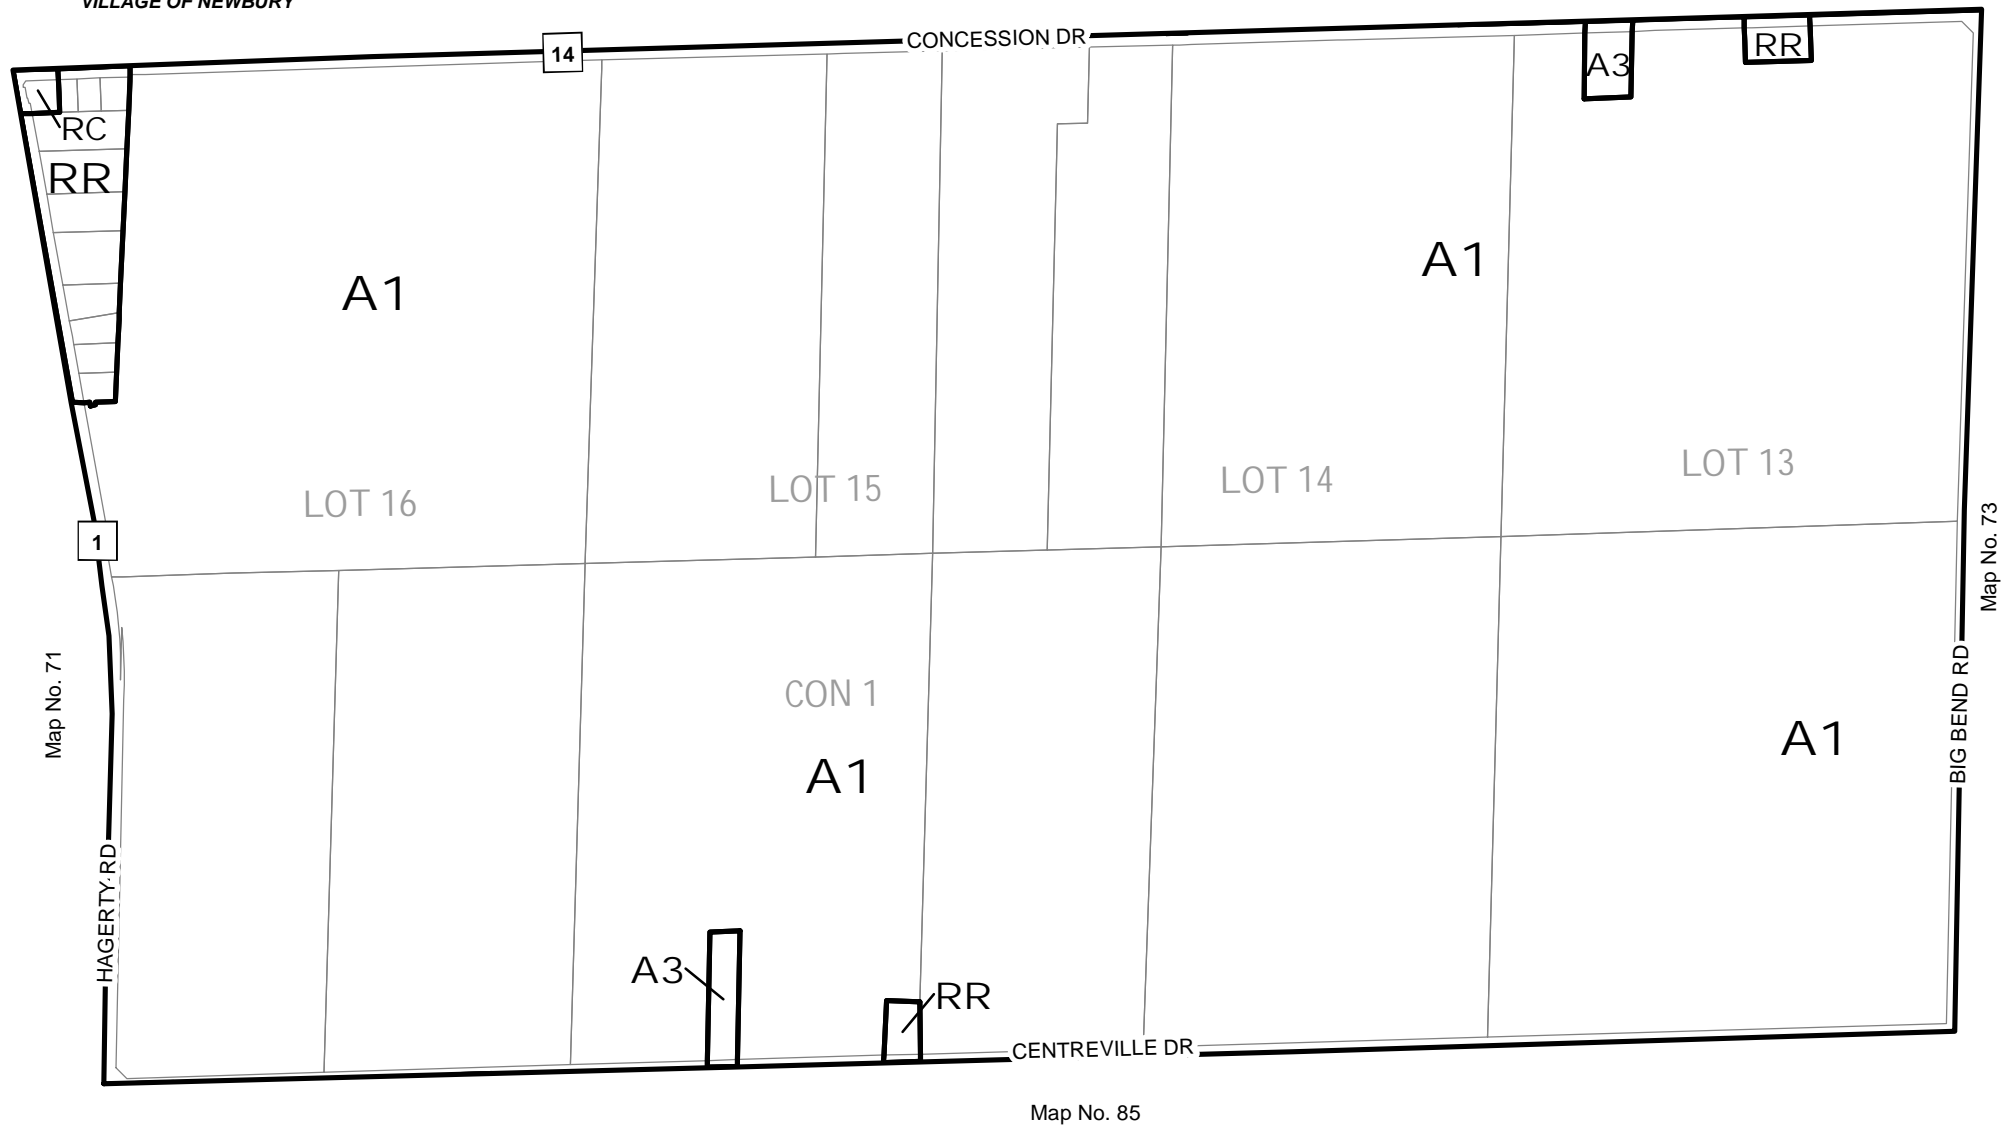 VILLAGE OF NEWBURY
14
CONCESSION DR
A3
RR
RC
RR
A1
A1
LOT 16
LOT 15
LOT 14
LOT 13
1
Map No. 73
Map No. 71
CON 1
A1
A1
BIG BEND RD
HAGERTY RD
A3
RR
CENTREVILLE DR
Map No. 85